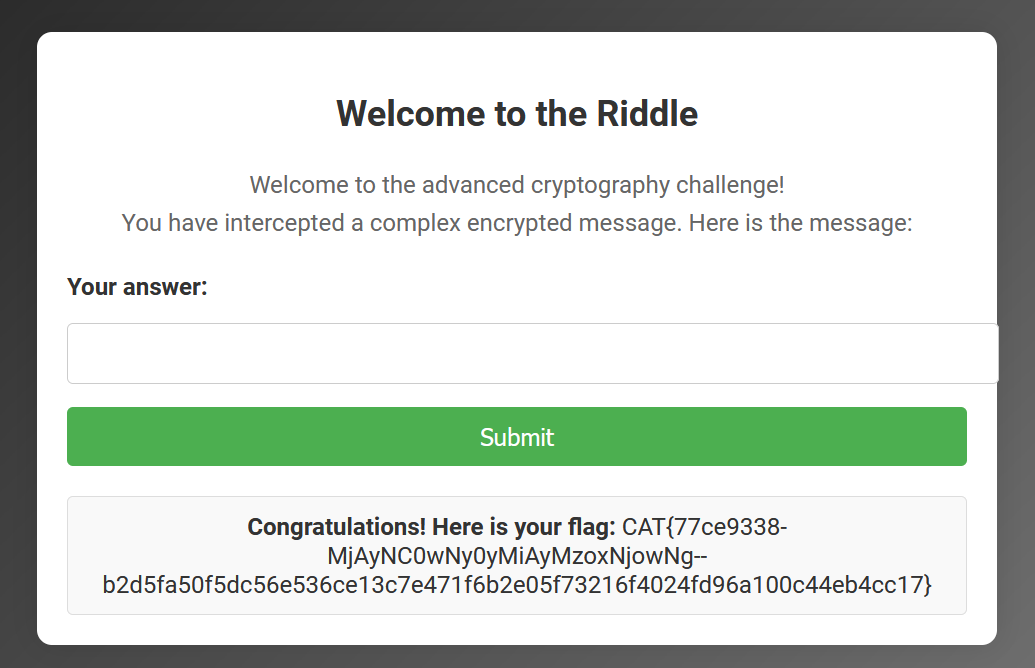 Welcome to the Riddle
Welcome to the advanced cryptography challenge!
You have intercepted a complex encrypted message. Here is the message:
Your answer:
Submit
Congratulations! Here is your flag: CAT{77ce9338-
MjAyNC0wNy0yMiAyMzoxNjowNg--
b2d5fa50f5dc56e536ce13c7e471f6b2e05f73216f4024fd96a100c44eb4cc17}